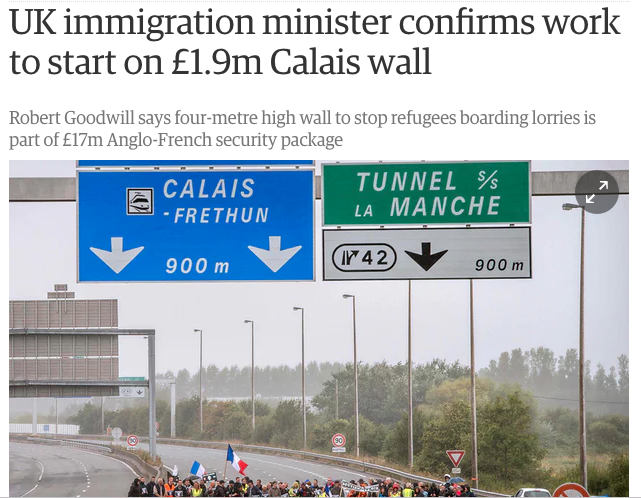 UK immigration minister confirms work
to start on £1.9m Calais wall
Robert Goodwill says four-metre high wall to stop refugees boarding lorries is
part of £17m Anglo-French security package
CALAIS
-FRETHUN
900 m
TUNNEL S/S
LA MANCHE
42
900 m
90
90